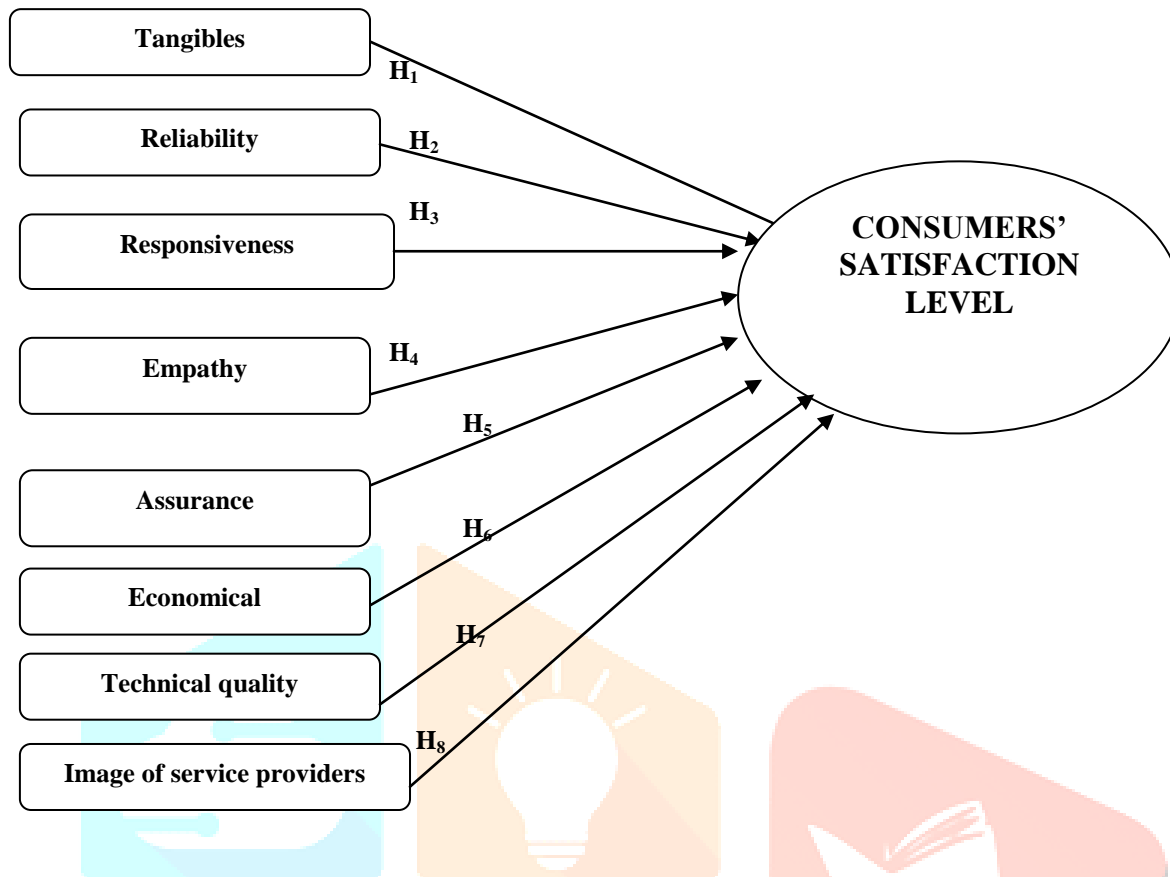 Tangibles
H₁
Reliability
H₂
Responsiveness
H₃
Empathy
H₄
Assurance
H₅
Economical
H₆
Technical quality
H₇
Image of service providers
H₈
CONSUMERS’
SATISFACTION
LEVEL